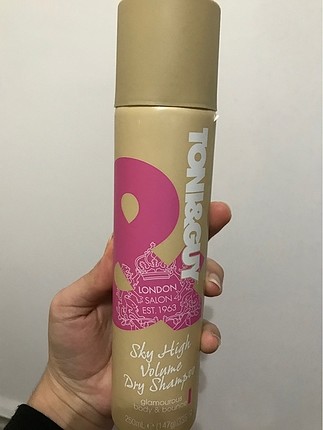 TONI&GUY
&
LONDON
SALON
EST. 1963
Sky High
Volume
Dry Shampoo
glamourous
body & bounce